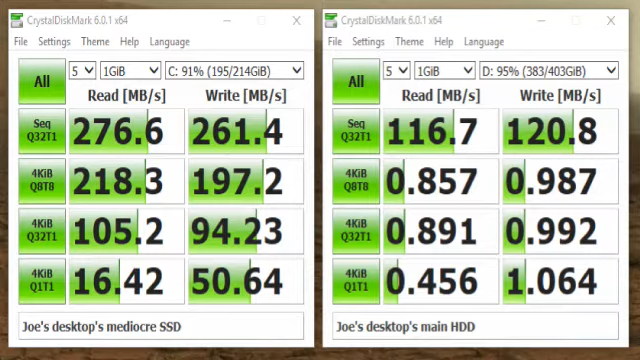 CrystalDiskMark 6.0.1 x64
File Settings Theme Help Language
All 5 1GiB C: 91% (195/214GiB)
Read [MB/s] Write [MB/s]
Seq
Q32T1 276.6 261.4
4KiB
Q8T8 218.3 197.2
4KiB
Q32T1 105.2 94.23
4KiB
Q1T1 16.42 50.64
Joe's desktop's mediocre SSD
CrystalDiskMark 6.0.1 x64
File Settings Theme Help Language
All 5 1GiB D: 95% (383/403GiB)
Read [MB/s] Write [MB/s]
Seq
Q32T1 116.7 120.8
4KiB
Q8T8 0.857 0.987
4KiB
Q32T1 0.891 0.992
4KiB
Q1T1 0.456 1.064
Joe's desktop's main HDD